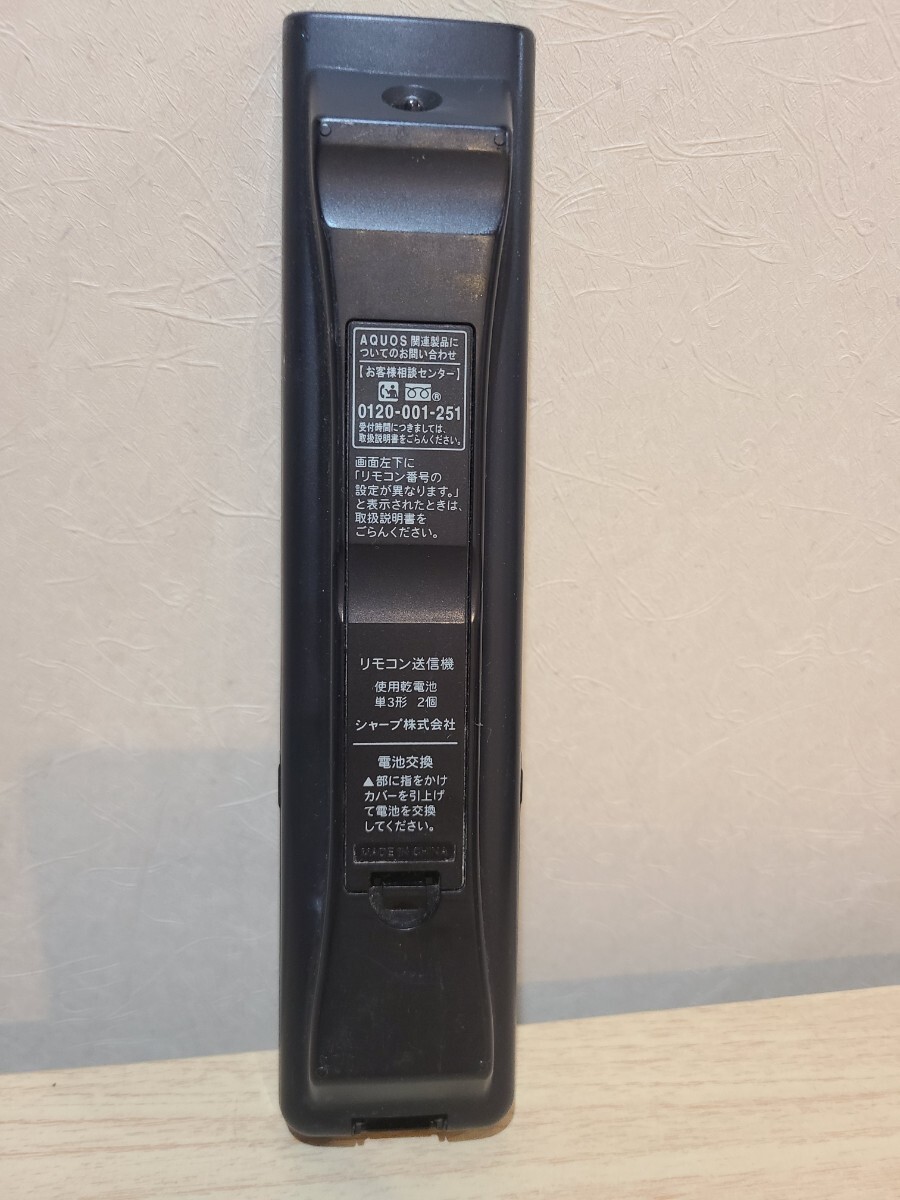 AQUOS 関連製品に
ついてのお問い合わせ
【お客様相談センター】
®
0120-001-251
受付時間につきましては、
取扱説明書をごらんください。
画面左下に
「リモコン番号の
設定が異なります。」
と表示されたときは、
取扱説明書を
ごらんください。
リモコン送信機
使用乾電池
単3形 2個
シャープ株式会社
電池交換
▲部に指をかけ
カバーを引上げ
て電池を交換
してください。
MADE IN CHINA